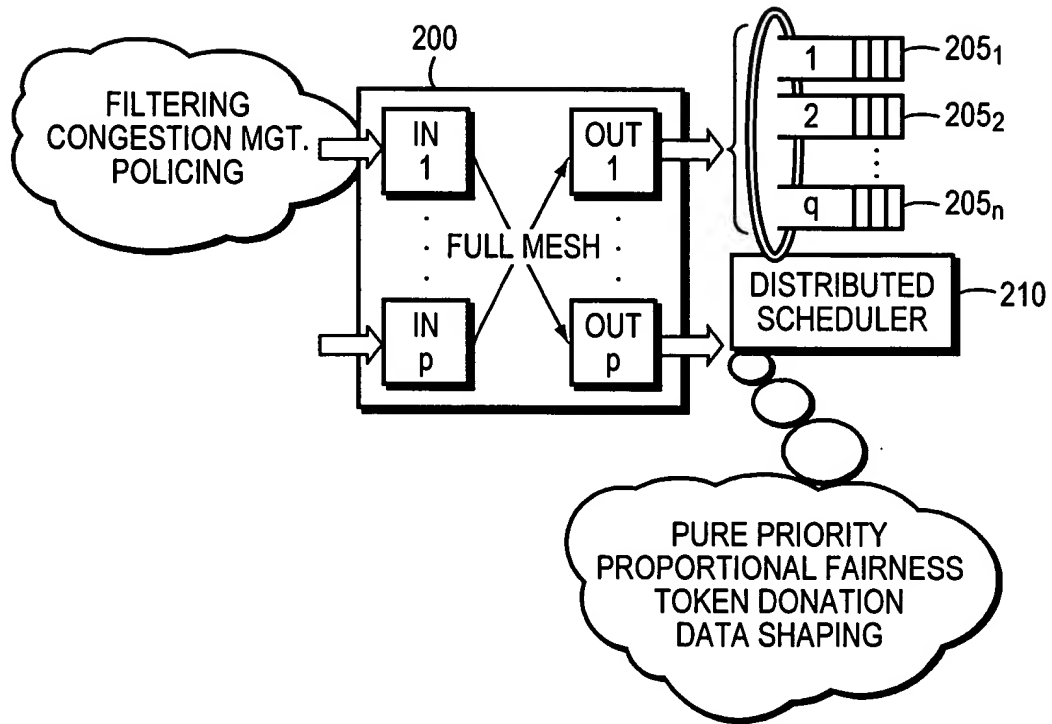 200
FILTERING
CONGESTION MGT.
POLICING
IN
1
OUT
1
FULL MESH
IN
p
OUT
p
1
205₁
2
205₂
q
205ₙ
DISTRIBUTED
SCHEDULER
210
PURE PRIORITY
PROPORTIONAL FAIRNESS
TOKEN DONATION
DATA SHAPING